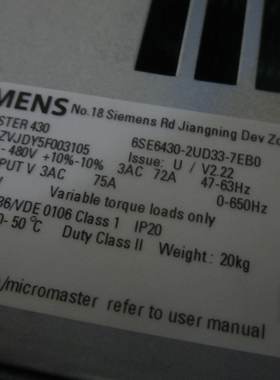 MENS No.18 Siemens Rd Jiangning Dev Zo
STER 430
ZVJDY5F003105 6SE6430-2UD33-7EB0
- 480V +10%-10% Issue: U / V2.22
3AC 72A 47-63Hz
PUT V 3AC 75A 0-650Hz
Variable torque loads only
36/VDE 0106 Class 1 IP20
0- 50°C Duty Class II Weight: 20kg
/micromaster refer to user manual